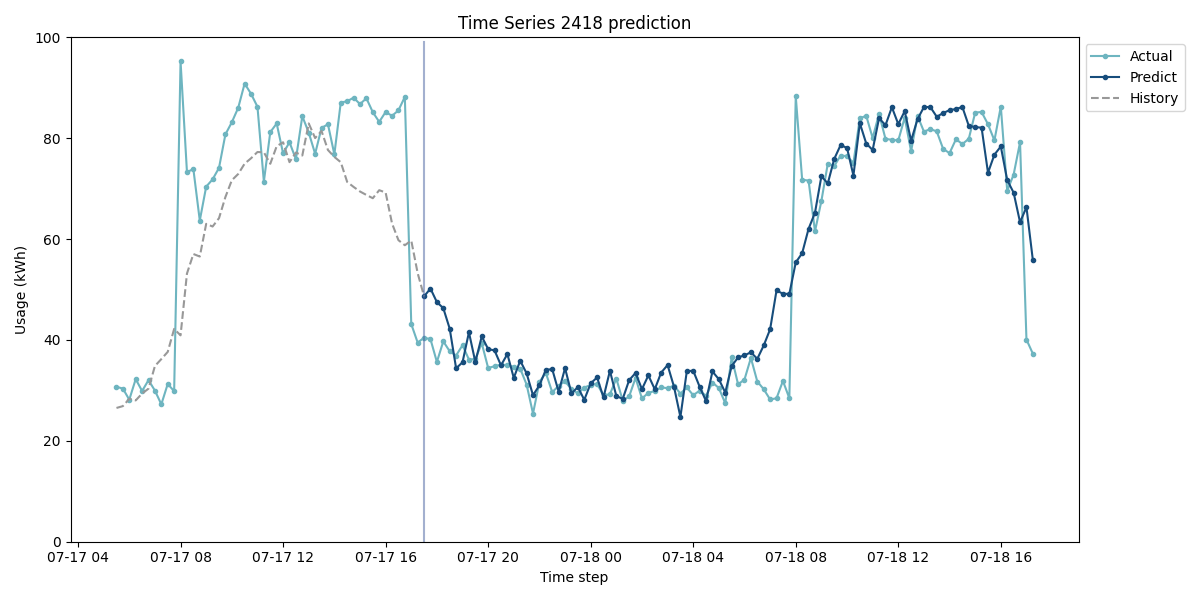 Time Series 2418 prediction
100
80
60
40
20
0
Usage (kWh)
07-17 04
07-17 08
07-17 12
07-17 16
07-17 20
07-18 00
07-18 04
07-18 08
07-18 12
07-18 16
Time step
Actual
Predict
History